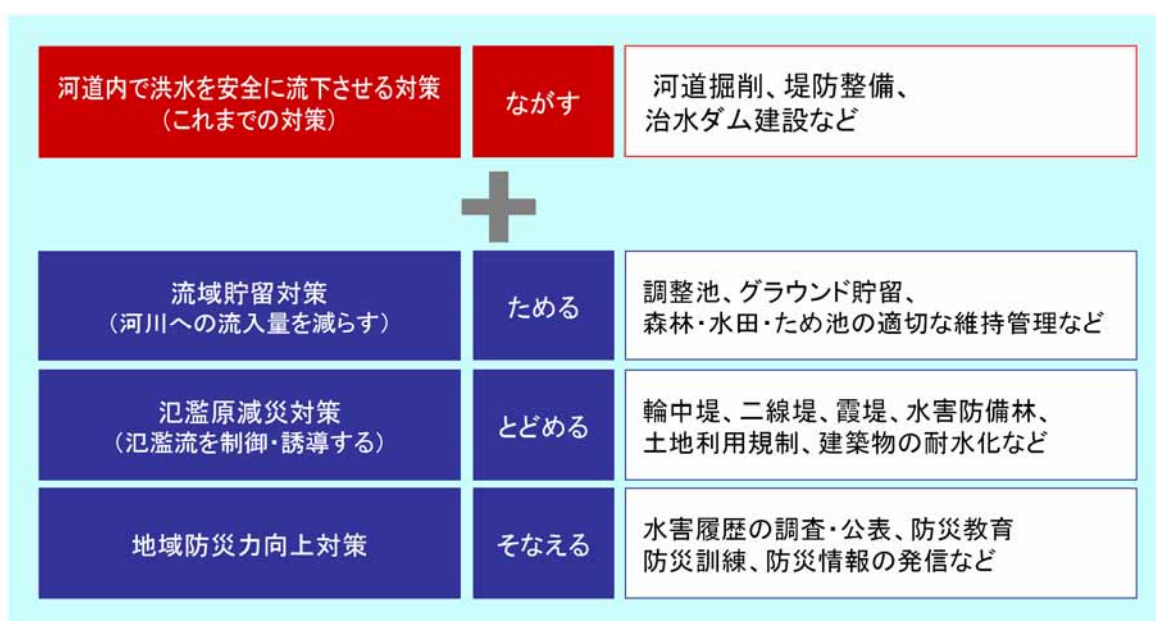 河道内で洪水を安全に流下させる対策
(これまでの対策)
ながす
河道掘削、堤防整備、
治水ダム建設など
流域貯留対策
(河川への流入量を減らす)
ためる
調整池、グラウンド貯留、
森林・水田・ため池の適切な維持管理など
氾濫原減災対策
(氾濫流を制御・誘導する)
とどめる
輪中堤、二線堤、霞堤、水害防備林、
土地利用規制、建築物の耐水化など
地域防災力向上対策
そなえる
水害履歴の調査・公表、防災教育
防災訓練、防災情報の発信など